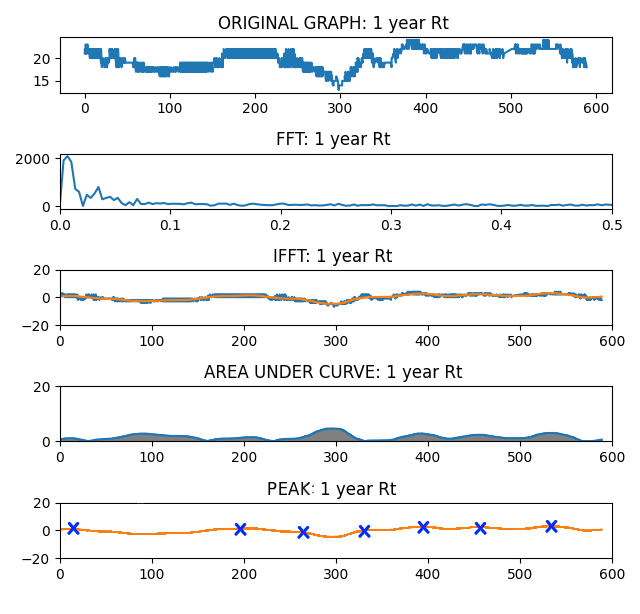 ORIGINAL GRAPH: 1 year Rt
20
15
0 100 200 300 400 500 600
FFT: 1 year Rt
2000
0
0.0 0.1 0.2 0.3 0.4 0.5
IFFT: 1 year Rt
20
0
−20
0 100 200 300 400 500 600
AREA UNDER CURVE: 1 year Rt
20
0
0 100 200 300 400 500 600
PEAK: 1 year Rt
20
0
−20
0 100 200 300 400 500 600